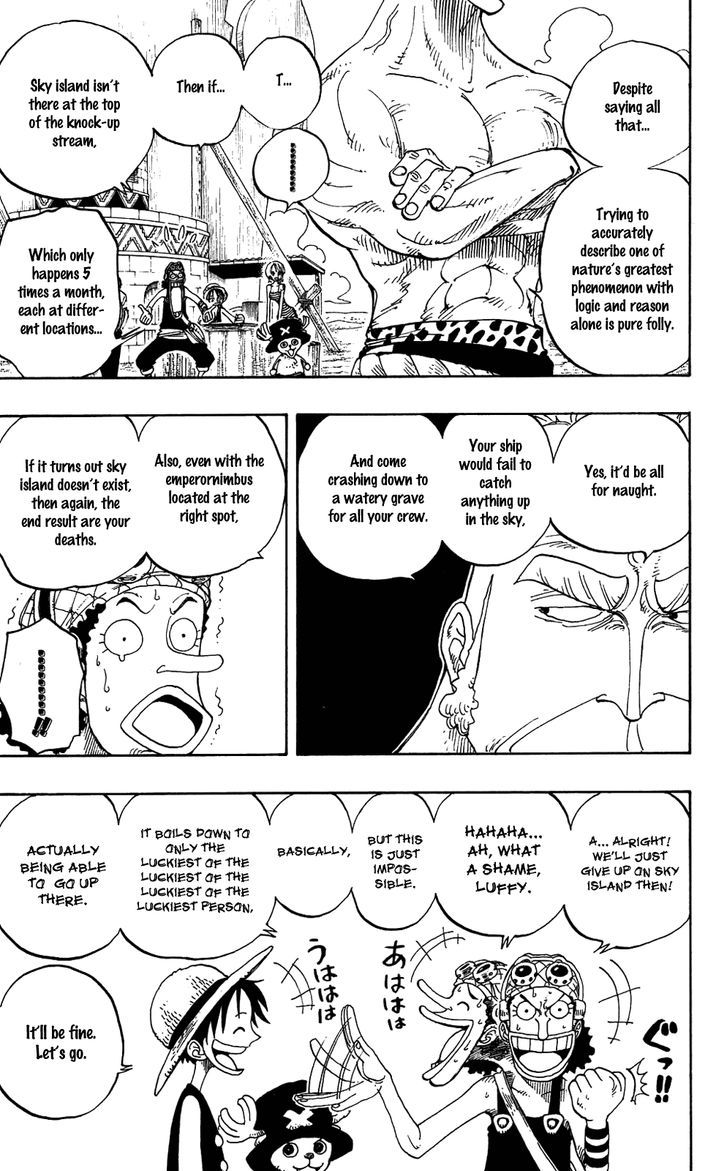 Despite
saying all
that...
Trying to
accurately
describe one
of nature's
greatest
phenomenon with
logic and reason
alone is pure folly.
T...
.........
Then if...
Sky island isn't
there at the top
of the knock-up
stream,
Which only
happens 5
times a month,
each at differ-
ent locations...
Yes, it'd be all
for naught.
Your ship
would fail to
catch
anything up
in the sky,
And come
crashing down to
a watery grave
for all your crew.
Also, even with the
emperornimbus
located at the
right spot,
If it turns out sky
island doesn't exist,
then again, the
end result are your
deaths.
.........!!
A... ALRIGHT!
WE'LL JUST
GIVE UP ON SKY
ISLAND THEN!
HAHAHA...
AH, WHAT
A SHAME,
LUFFY.
BUT THIS
IS JUST
IMPOS-
SIBLE.
BASICALLY,
IT BOILS DOWN TO
ONLY THE
LUCKIEST OF THE
LUCKIEST OF THE
LUCKIEST OF THE
LUCKIEST PERSON,
ACTUALLY
BEING ABLE
TO GO UP
THERE.
ぐっ!!
あははは
うははは
It'll be fine.
Let's go.